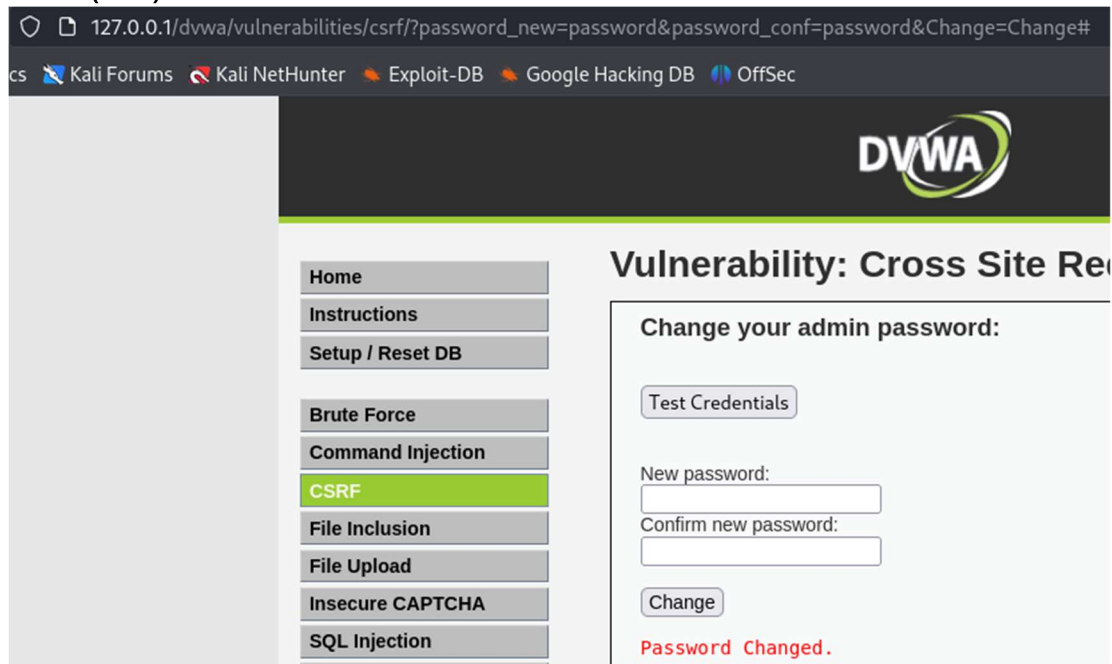 127.0.0.1/dvwa/vulnerabilities/csrf/?password_new=password&password_conf=password&Change=Change#
cs Kali Forums Kali NetHunter Exploit-DB Google Hacking DB OffSec
DVWA
Vulnerability: Cross Site Re
Home
Instructions
Setup / Reset DB
Brute Force
Command Injection
CSRF
File Inclusion
File Upload
Insecure CAPTCHA
SQL Injection
Change your admin password:
Test Credentials
New password:
Confirm new password:
Change
Password Changed.